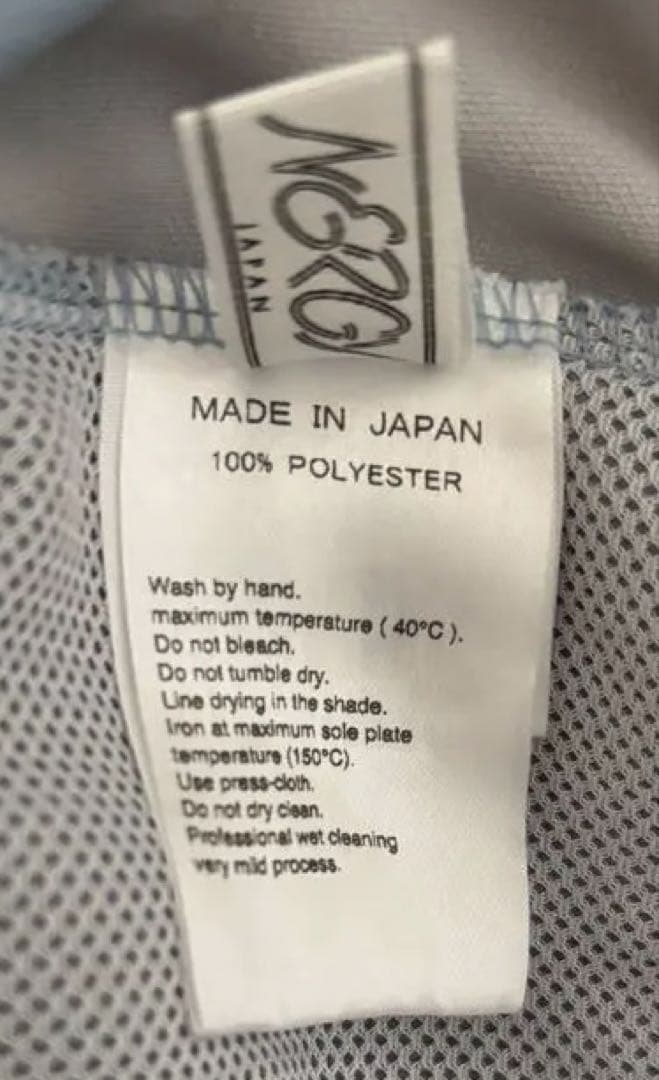 NERGY
JAPAN
MADE IN JAPAN
100% POLYESTER
Wash by hand.
maximum temperature ( 40°C ).
Do not bleach.
Do not tumble dry.
Line drying in the shade.
Iron at maximum sole plate
temperature (150°C).
Use press-cloth.
Do not dry clean.
Professional wet cleaning
very mild process.